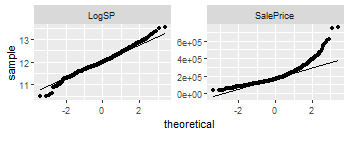 LogSP
SalePrice
sample
13
12
11
6e+05
4e+05
2e+05
0e+00
-2
0
2
-2
0
2
theoretical